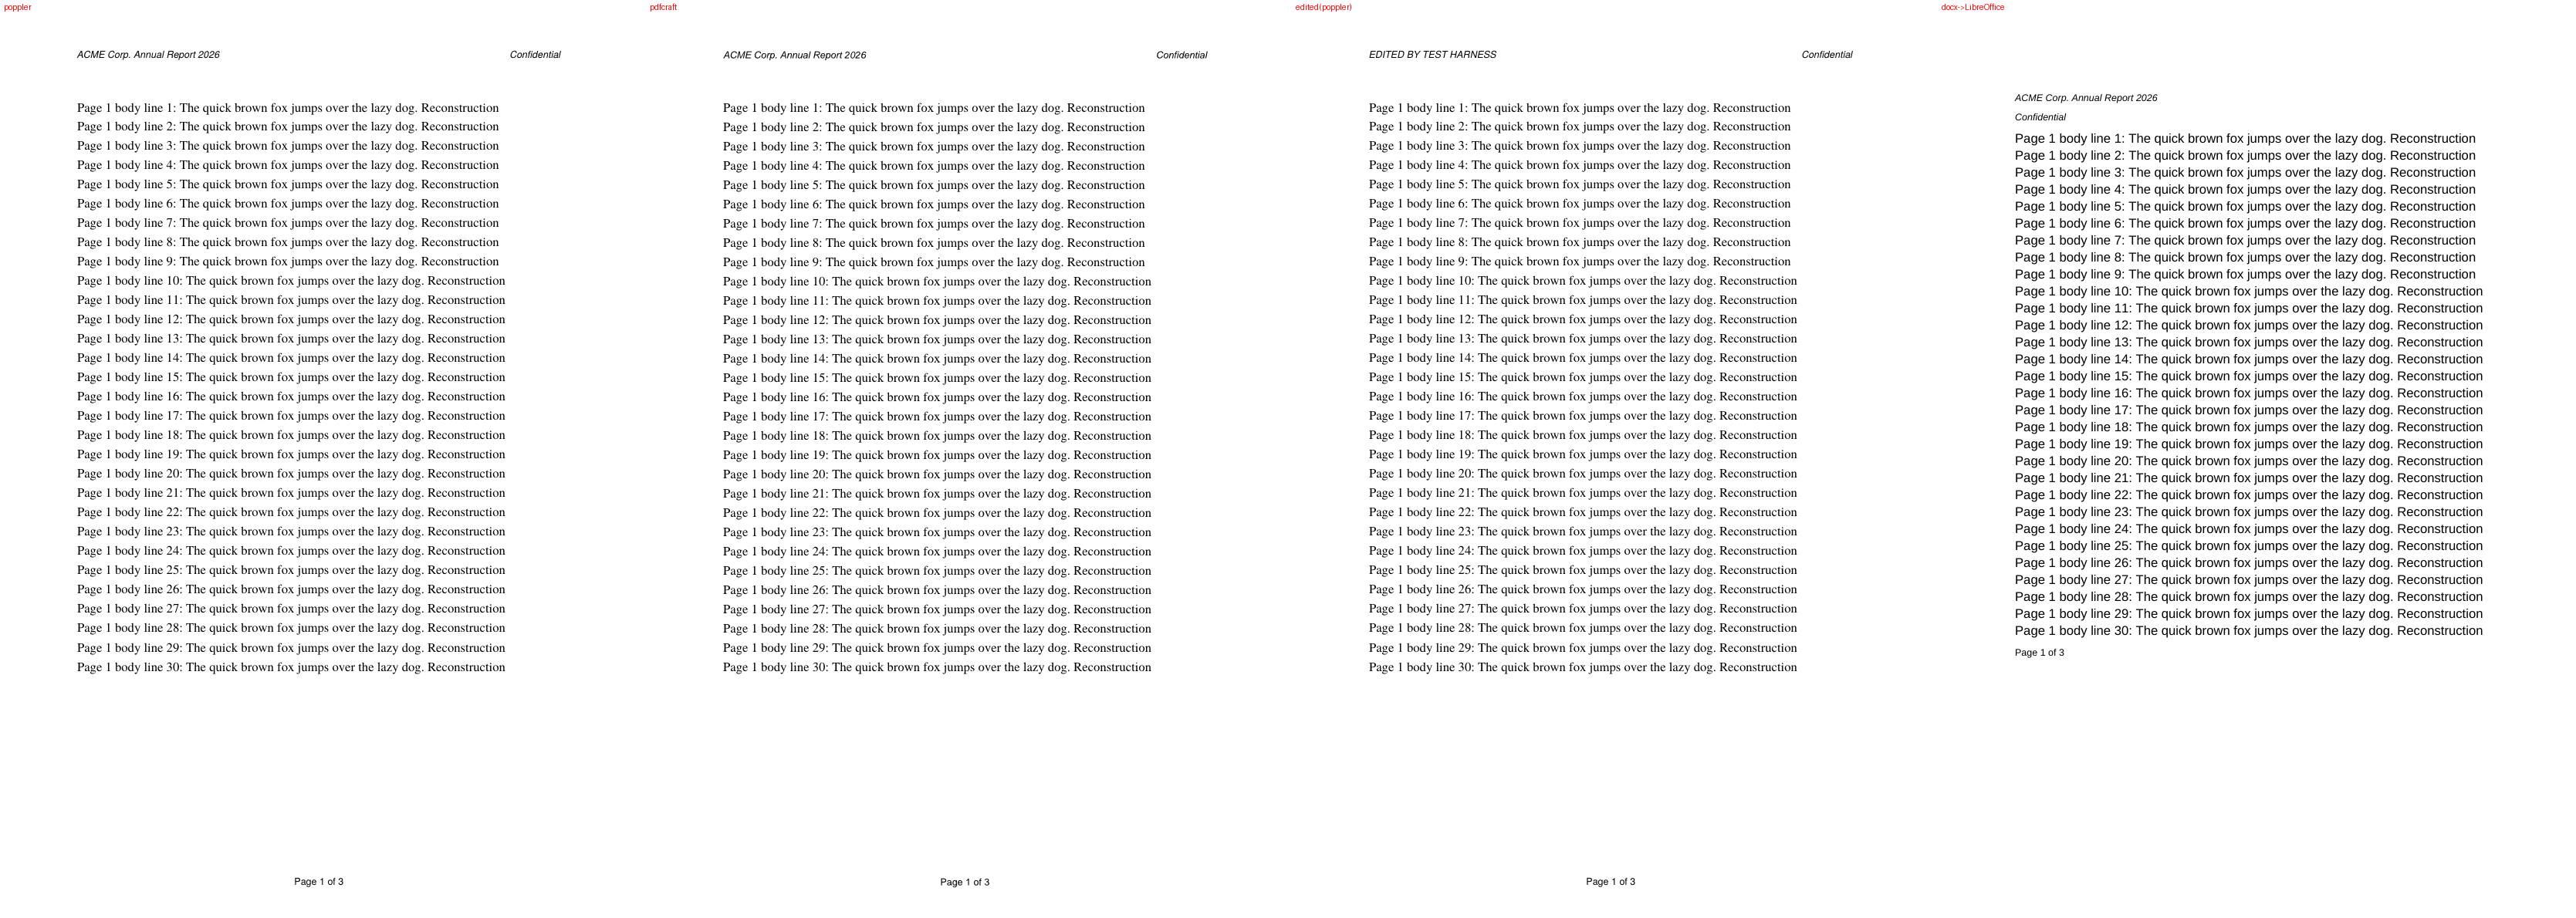 poppler
ACME Corp. Annual Report 2026 Confidential
Page 1 body line 1: The quick brown fox jumps over the lazy dog. Reconstruction
Page 1 body line 2: The quick brown fox jumps over the lazy dog. Reconstruction
Page 1 body line 3: The quick brown fox jumps over the lazy dog. Reconstruction
Page 1 body line 4: The quick brown fox jumps over the lazy dog. Reconstruction
Page 1 body line 5: The quick brown fox jumps over the lazy dog. Reconstruction
Page 1 body line 6: The quick brown fox jumps over the lazy dog. Reconstruction
Page 1 body line 7: The quick brown fox jumps over the lazy dog. Reconstruction
Page 1 body line 8: The quick brown fox jumps over the lazy dog. Reconstruction
Page 1 body line 9: The quick brown fox jumps over the lazy dog. Reconstruction
Page 1 body line 10: The quick brown fox jumps over the lazy dog. Reconstruction
Page 1 body line 11: The quick brown fox jumps over the lazy dog. Reconstruction
Page 1 body line 12: The quick brown fox jumps over the lazy dog. Reconstruction
Page 1 body line 13: The quick brown fox jumps over the lazy dog. Reconstruction
Page 1 body line 14: The quick brown fox jumps over the lazy dog. Reconstruction
Page 1 body line 15: The quick brown fox jumps over the lazy dog. Reconstruction
Page 1 body line 16: The quick brown fox jumps over the lazy dog. Reconstruction
Page 1 body line 17: The quick brown fox jumps over the lazy dog. Reconstruction
Page 1 body line 18: The quick brown fox jumps over the lazy dog. Reconstruction
Page 1 body line 19: The quick brown fox jumps over the lazy dog. Reconstruction
Page 1 body line 20: The quick brown fox jumps over the lazy dog. Reconstruction
Page 1 body line 21: The quick brown fox jumps over the lazy dog. Reconstruction
Page 1 body line 22: The quick brown fox jumps over the lazy dog. Reconstruction
Page 1 body line 23: The quick brown fox jumps over the lazy dog. Reconstruction
Page 1 body line 24: The quick brown fox jumps over the lazy dog. Reconstruction
Page 1 body line 25: The quick brown fox jumps over the lazy dog. Reconstruction
Page 1 body line 26: The quick brown fox jumps over the lazy dog. Reconstruction
Page 1 body line 27: The quick brown fox jumps over the lazy dog. Reconstruction
Page 1 body line 28: The quick brown fox jumps over the lazy dog. Reconstruction
Page 1 body line 29: The quick brown fox jumps over the lazy dog. Reconstruction
Page 1 body line 30: The quick brown fox jumps over the lazy dog. Reconstruction
Page 1 of 3
pdfcraft
ACME Corp. Annual Report 2026 Confidential
Page 1 body line 1: The quick brown fox jumps over the lazy dog. Reconstruction
Page 1 body line 2: The quick brown fox jumps over the lazy dog. Reconstruction
Page 1 body line 3: The quick brown fox jumps over the lazy dog. Reconstruction
Page 1 body line 4: The quick brown fox jumps over the lazy dog. Reconstruction
Page 1 body line 5: The quick brown fox jumps over the lazy dog. Reconstruction
Page 1 body line 6: The quick brown fox jumps over the lazy dog. Reconstruction
Page 1 body line 7: The quick brown fox jumps over the lazy dog. Reconstruction
Page 1 body line 8: The quick brown fox jumps over the lazy dog. Reconstruction
Page 1 body line 9: The quick brown fox jumps over the lazy dog. Reconstruction
Page 1 body line 10: The quick brown fox jumps over the lazy dog. Reconstruction
Page 1 body line 11: The quick brown fox jumps over the lazy dog. Reconstruction
Page 1 body line 12: The quick brown fox jumps over the lazy dog. Reconstruction
Page 1 body line 13: The quick brown fox jumps over the lazy dog. Reconstruction
Page 1 body line 14: The quick brown fox jumps over the lazy dog. Reconstruction
Page 1 body line 15: The quick brown fox jumps over the lazy dog. Reconstruction
Page 1 body line 16: The quick brown fox jumps over the lazy dog. Reconstruction
Page 1 body line 17: The quick brown fox jumps over the lazy dog. Reconstruction
Page 1 body line 18: The quick brown fox jumps over the lazy dog. Reconstruction
Page 1 body line 19: The quick brown fox jumps over the lazy dog. Reconstruction
Page 1 body line 20: The quick brown fox jumps over the lazy dog. Reconstruction
Page 1 body line 21: The quick brown fox jumps over the lazy dog. Reconstruction
Page 1 body line 22: The quick brown fox jumps over the lazy dog. Reconstruction
Page 1 body line 23: The quick brown fox jumps over the lazy dog. Reconstruction
Page 1 body line 24: The quick brown fox jumps over the lazy dog. Reconstruction
Page 1 body line 25: The quick brown fox jumps over the lazy dog. Reconstruction
Page 1 body line 26: The quick brown fox jumps over the lazy dog. Reconstruction
Page 1 body line 27: The quick brown fox jumps over the lazy dog. Reconstruction
Page 1 body line 28: The quick brown fox jumps over the lazy dog. Reconstruction
Page 1 body line 29: The quick brown fox jumps over the lazy dog. Reconstruction
Page 1 body line 30: The quick brown fox jumps over the lazy dog. Reconstruction
Page 1 of 3
edited(poppler)
EDITED BY TEST HARNESS Confidential
Page 1 body line 1: The quick brown fox jumps over the lazy dog. Reconstruction
Page 1 body line 2: The quick brown fox jumps over the lazy dog. Reconstruction
Page 1 body line 3: The quick brown fox jumps over the lazy dog. Reconstruction
Page 1 body line 4: The quick brown fox jumps over the lazy dog. Reconstruction
Page 1 body line 5: The quick brown fox jumps over the lazy dog. Reconstruction
Page 1 body line 6: The quick brown fox jumps over the lazy dog. Reconstruction
Page 1 body line 7: The quick brown fox jumps over the lazy dog. Reconstruction
Page 1 body line 8: The quick brown fox jumps over the lazy dog. Reconstruction
Page 1 body line 9: The quick brown fox jumps over the lazy dog. Reconstruction
Page 1 body line 10: The quick brown fox jumps over the lazy dog. Reconstruction
Page 1 body line 11: The quick brown fox jumps over the lazy dog. Reconstruction
Page 1 body line 12: The quick brown fox jumps over the lazy dog. Reconstruction
Page 1 body line 13: The quick brown fox jumps over the lazy dog. Reconstruction
Page 1 body line 14: The quick brown fox jumps over the lazy dog. Reconstruction
Page 1 body line 15: The quick brown fox jumps over the lazy dog. Reconstruction
Page 1 body line 16: The quick brown fox jumps over the lazy dog. Reconstruction
Page 1 body line 17: The quick brown fox jumps over the lazy dog. Reconstruction
Page 1 body line 18: The quick brown fox jumps over the lazy dog. Reconstruction
Page 1 body line 19: The quick brown fox jumps over the lazy dog. Reconstruction
Page 1 body line 20: The quick brown fox jumps over the lazy dog. Reconstruction
Page 1 body line 21: The quick brown fox jumps over the lazy dog. Reconstruction
Page 1 body line 22: The quick brown fox jumps over the lazy dog. Reconstruction
Page 1 body line 23: The quick brown fox jumps over the lazy dog. Reconstruction
Page 1 body line 24: The quick brown fox jumps over the lazy dog. Reconstruction
Page 1 body line 25: The quick brown fox jumps over the lazy dog. Reconstruction
Page 1 body line 26: The quick brown fox jumps over the lazy dog. Reconstruction
Page 1 body line 27: The quick brown fox jumps over the lazy dog. Reconstruction
Page 1 body line 28: The quick brown fox jumps over the lazy dog. Reconstruction
Page 1 body line 29: The quick brown fox jumps over the lazy dog. Reconstruction
Page 1 body line 30: The quick brown fox jumps over the lazy dog. Reconstruction
Page 1 of 3
docx->LibreOffice
ACME Corp. Annual Report 2026
Confidential
Page 1 body line 1: The quick brown fox jumps over the lazy dog. Reconstruction
Page 1 body line 2: The quick brown fox jumps over the lazy dog. Reconstruction
Page 1 body line 3: The quick brown fox jumps over the lazy dog. Reconstruction
Page 1 body line 4: The quick brown fox jumps over the lazy dog. Reconstruction
Page 1 body line 5: The quick brown fox jumps over the lazy dog. Reconstruction
Page 1 body line 6: The quick brown fox jumps over the lazy dog. Reconstruction
Page 1 body line 7: The quick brown fox jumps over the lazy dog. Reconstruction
Page 1 body line 8: The quick brown fox jumps over the lazy dog. Reconstruction
Page 1 body line 9: The quick brown fox jumps over the lazy dog. Reconstruction
Page 1 body line 10: The quick brown fox jumps over the lazy dog. Reconstruction
Page 1 body line 11: The quick brown fox jumps over the lazy dog. Reconstruction
Page 1 body line 12: The quick brown fox jumps over the lazy dog. Reconstruction
Page 1 body line 13: The quick brown fox jumps over the lazy dog. Reconstruction
Page 1 body line 14: The quick brown fox jumps over the lazy dog. Reconstruction
Page 1 body line 15: The quick brown fox jumps over the lazy dog. Reconstruction
Page 1 body line 16: The quick brown fox jumps over the lazy dog. Reconstruction
Page 1 body line 17: The quick brown fox jumps over the lazy dog. Reconstruction
Page 1 body line 18: The quick brown fox jumps over the lazy dog. Reconstruction
Page 1 body line 19: The quick brown fox jumps over the lazy dog. Reconstruction
Page 1 body line 20: The quick brown fox jumps over the lazy dog. Reconstruction
Page 1 body line 21: The quick brown fox jumps over the lazy dog. Reconstruction
Page 1 body line 22: The quick brown fox jumps over the lazy dog. Reconstruction
Page 1 body line 23: The quick brown fox jumps over the lazy dog. Reconstruction
Page 1 body line 24: The quick brown fox jumps over the lazy dog. Reconstruction
Page 1 body line 25: The quick brown fox jumps over the lazy dog. Reconstruction
Page 1 body line 26: The quick brown fox jumps over the lazy dog. Reconstruction
Page 1 body line 27: The quick brown fox jumps over the lazy dog. Reconstruction
Page 1 body line 28: The quick brown fox jumps over the lazy dog. Reconstruction
Page 1 body line 29: The quick brown fox jumps over the lazy dog. Reconstruction
Page 1 body line 30: The quick brown fox jumps over the lazy dog. Reconstruction
Page 1 of 3